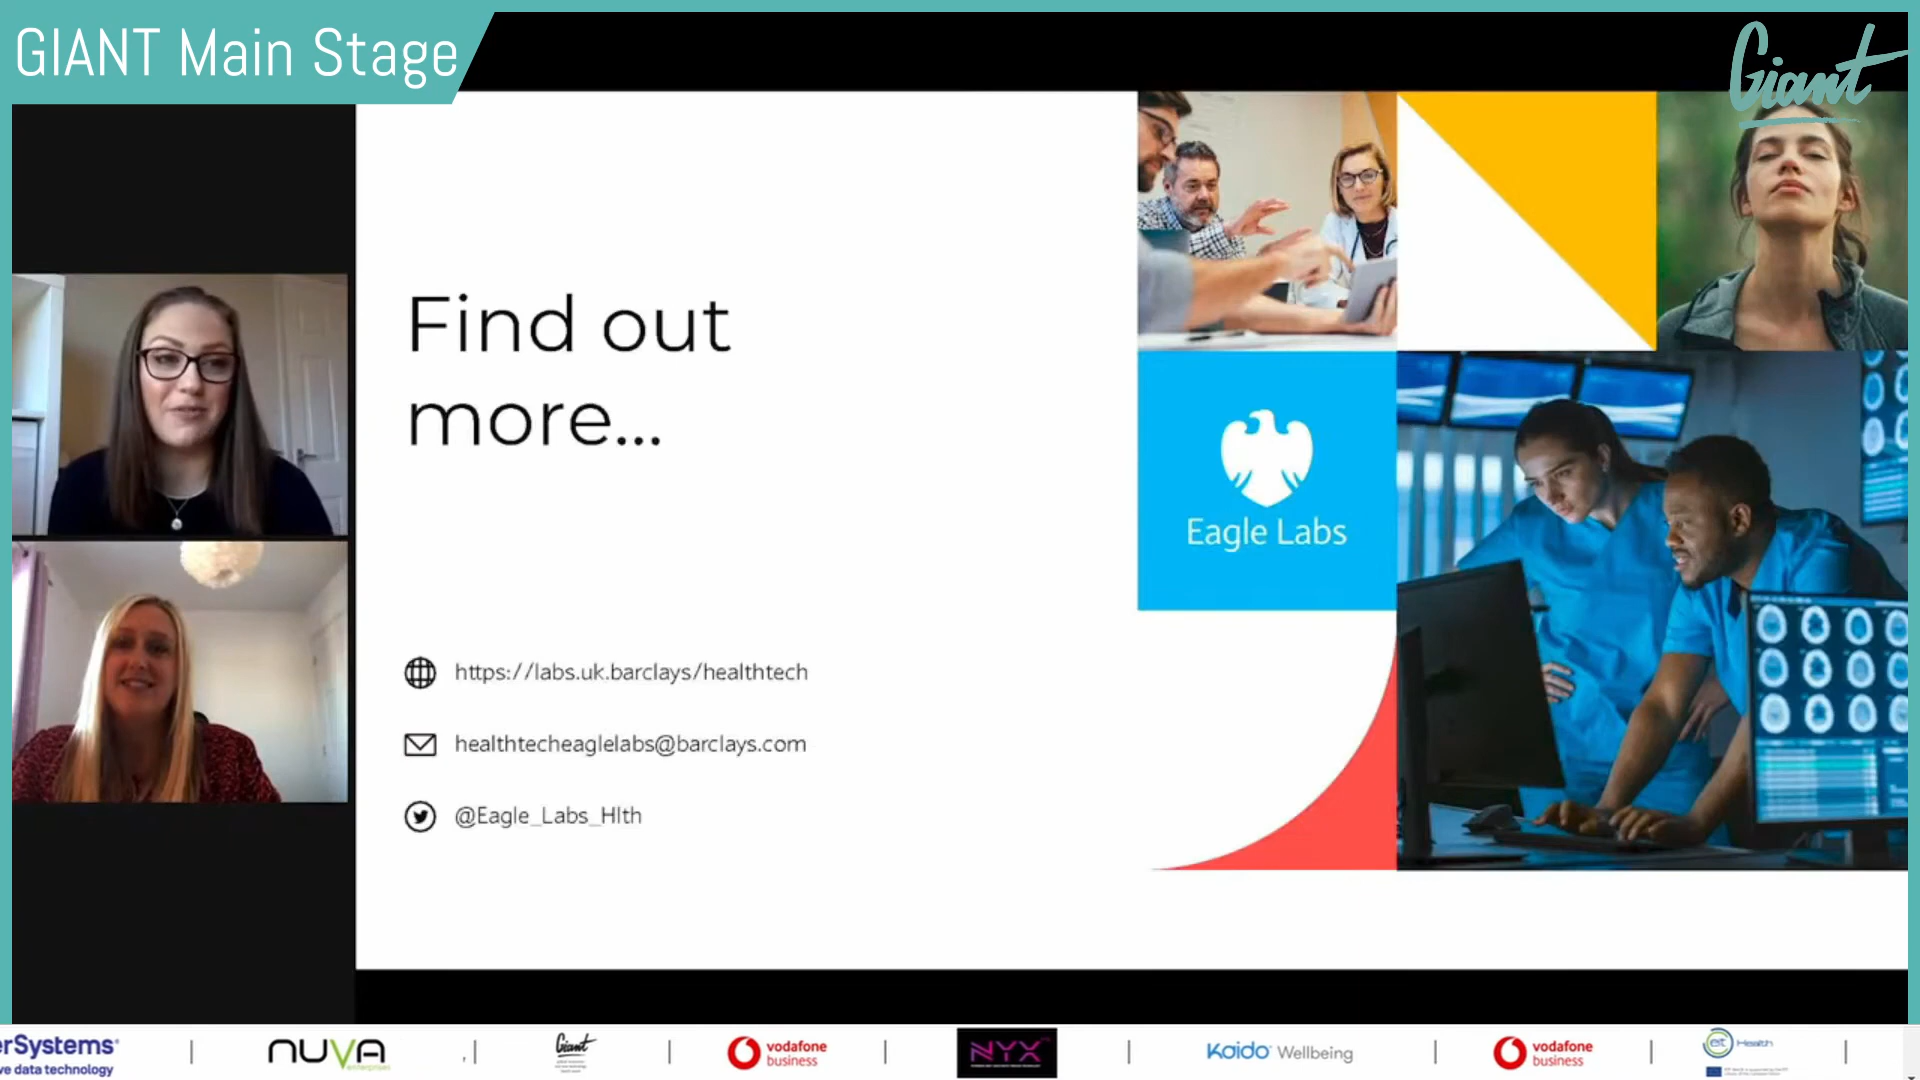 GIANT Main Stage
Giant
Find out
more...
Eagle Labs
https://labs.uk.barclays/healthtech
healthtecheaglelabs@barclays.com
@Eagle_Labs_Hlth
erSystems®
ve data technology
nuva
enterprises
Giant
vodafone
business
NYX
Kaido Wellbeing
vodafone
business
eit Health